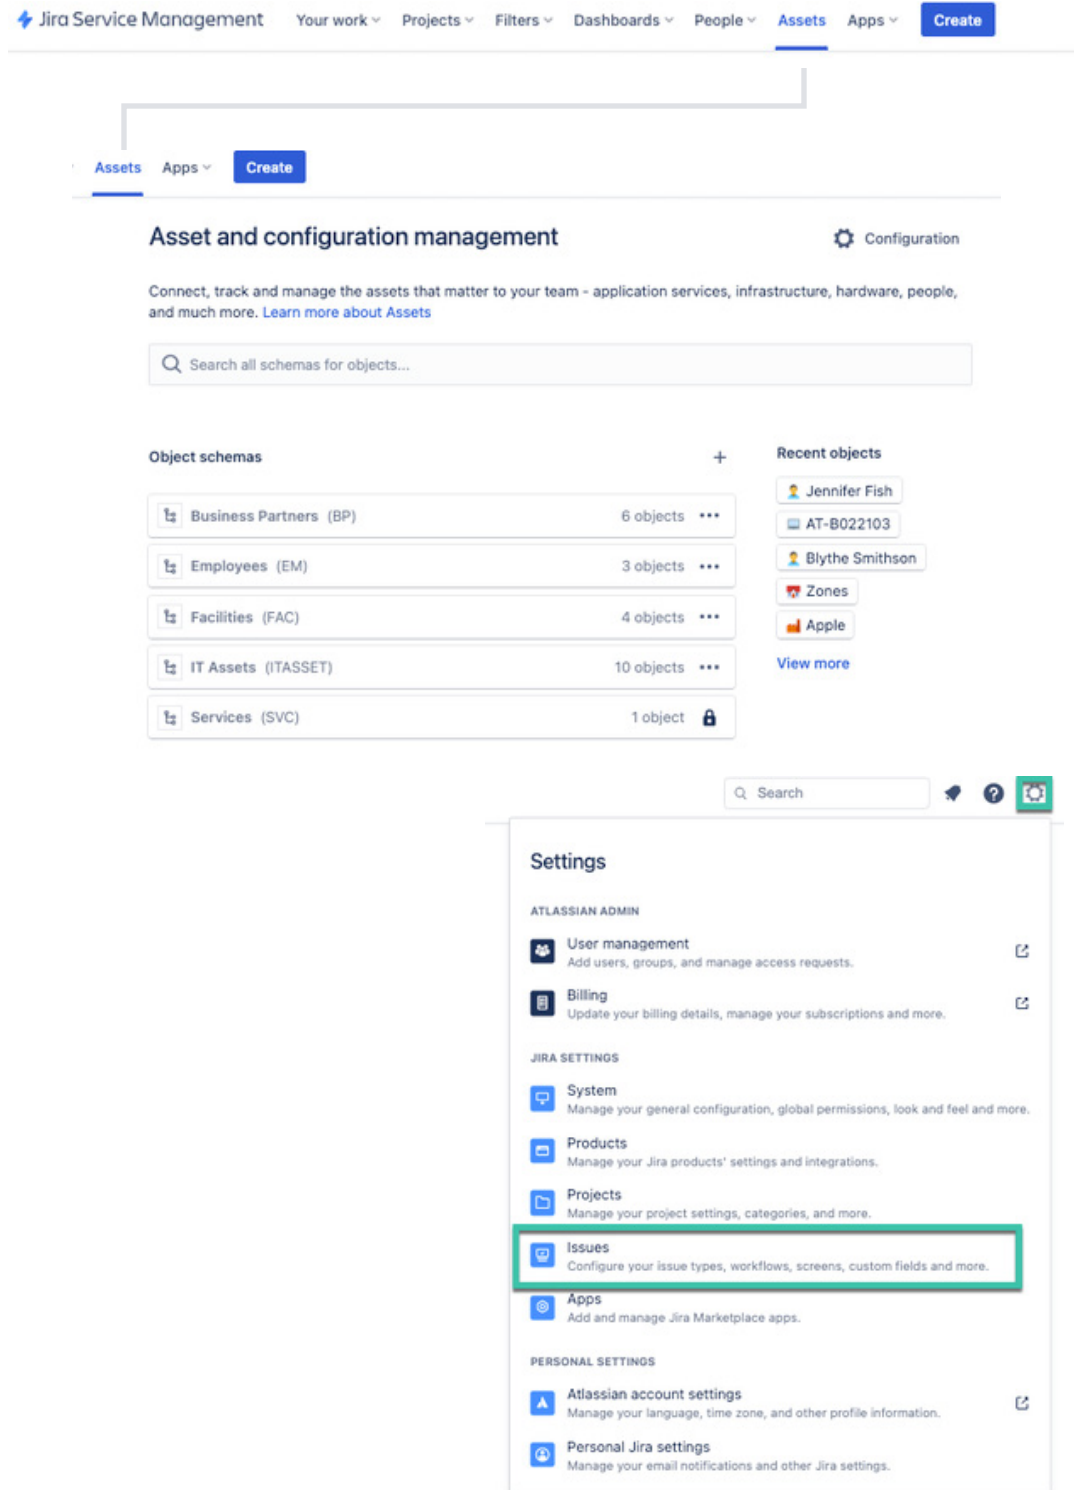 Jira Service Management Your work Projects Filters Dashboards People Assets Apps Create
Assets Apps Create
Asset and configuration management
Configuration
Connect, track and manage the assets that matter to your team - application services, infrastructure, hardware, people,
and much more. Learn more about Assets
Search all schemas for objects...
Object schemas
Business Partners (BP) 6 objects
Employees (EM) 3 objects
Facilities (FAC) 4 objects
IT Assets (ITASSET) 10 objects
Services (SVC) 1 object
Recent objects
Jennifer Fish
AT-B022103
Blythe Smithson
Zones
Apple
View more
Search
Settings
ATLASSIAN ADMIN
User management
Add users, groups, and manage access requests.
Billing
Update your billing details, manage your subscriptions and more.
JIRA SETTINGS
System
Manage your general configuration, global permissions, look and feel and more.
Products
Manage your Jira products' settings and integrations.
Projects
Manage your project settings, categories, and more.
Issues
Configure your issue types, workflows, screens, custom fields and more.
Apps
Add and manage Jira Marketplace apps.
PERSONAL SETTINGS
Atlassian account settings
Manage your language, time zone, and other profile information.
Personal Jira settings
Manage your email notifications and other Jira settings.